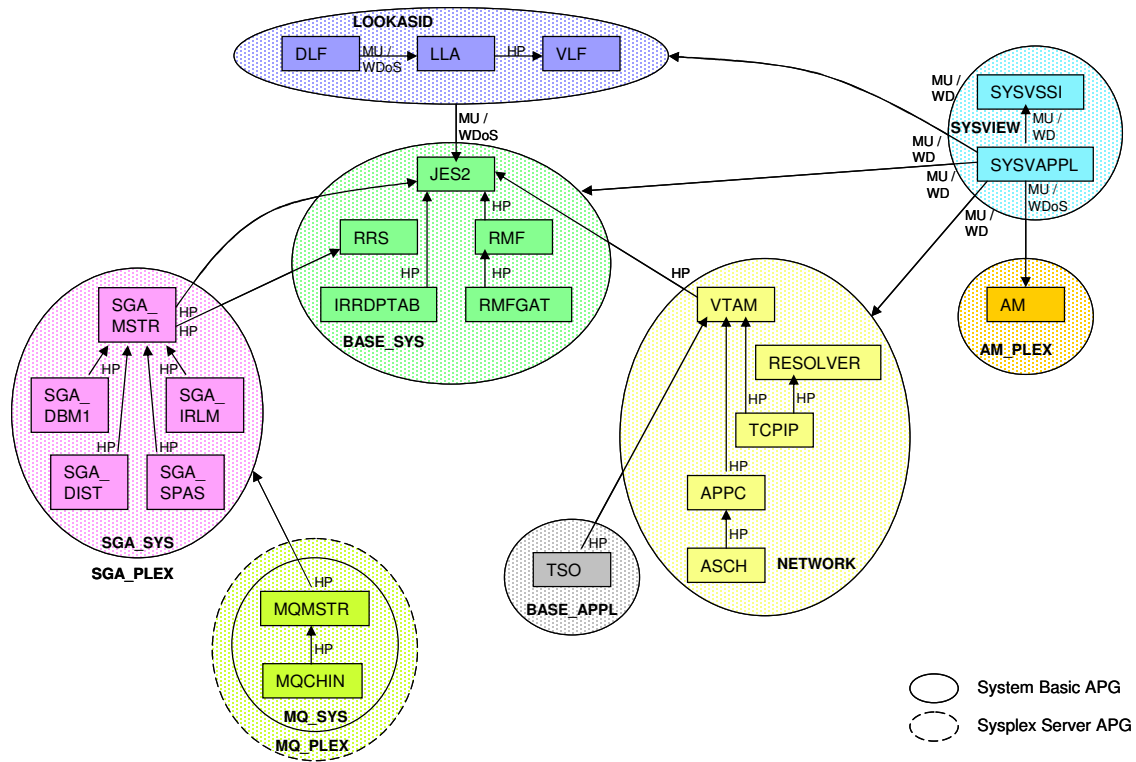 LOOKASID
DLF
MU /
WDoS
LLA
HP
VLF
MU /
WDoS
MU /
WD
SYSVSSI
SYSVIEW
MU /
WD
SYSVAPPL
MU /
WD
MU /
WD
MU /
WDoS
MU /
WD
JES2
HP
RRS
RMF
HP
HP
IRRDPTAB
RMFGAT
BASE_SYS
HP
VTAM
AM
AM_PLEX
RESOLVER
HP
HP
TCPIP
HP
APPC
HP
ASCH
NETWORK
SGA_
MSTR
HP
HP
HP
HP
SGA_
DBM1
SGA_
IRLM
HP
HP
SGA_
DIST
SGA_
SPAS
SGA_SYS
SGA_PLEX
HP
TSO
BASE_APPL
HP
MQMSTR
HP
MQCHIN
MQ_SYS
MQ_PLEX
System Basic APG
Sysplex Server APG